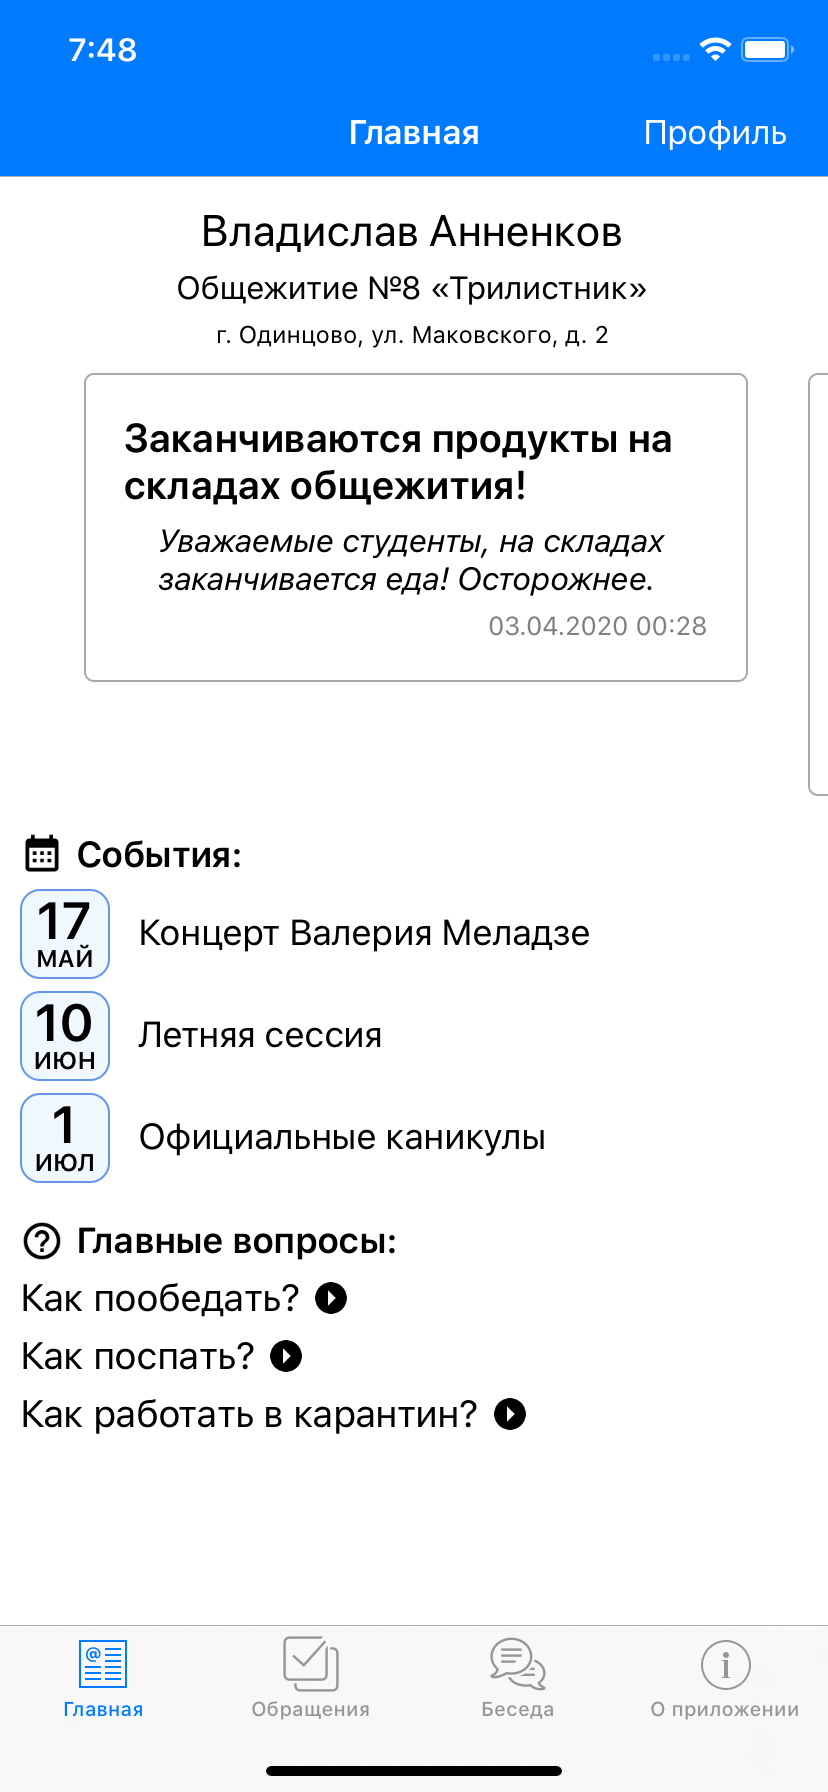 7:48
Главная
Профиль
Владислав Анненков
Общежитие №8 «Трилистник»
г. Одинцово, ул. Маковского, д. 2
Заканчиваются продукты на
складах общежития!
Уважаемые студенты, на складах
заканчивается еда! Осторожнее.
03.04.2020 00:28
События:
17
МАЙ
Концерт Валерия Меладзе
10
ИЮН
Летняя сессия
1
ИЮЛ
Официальные каникулы
Главные вопросы:
Как пообедать?
Как поспать?
Как работать в карантин?
Главная
Обращения
Беседа
О приложении